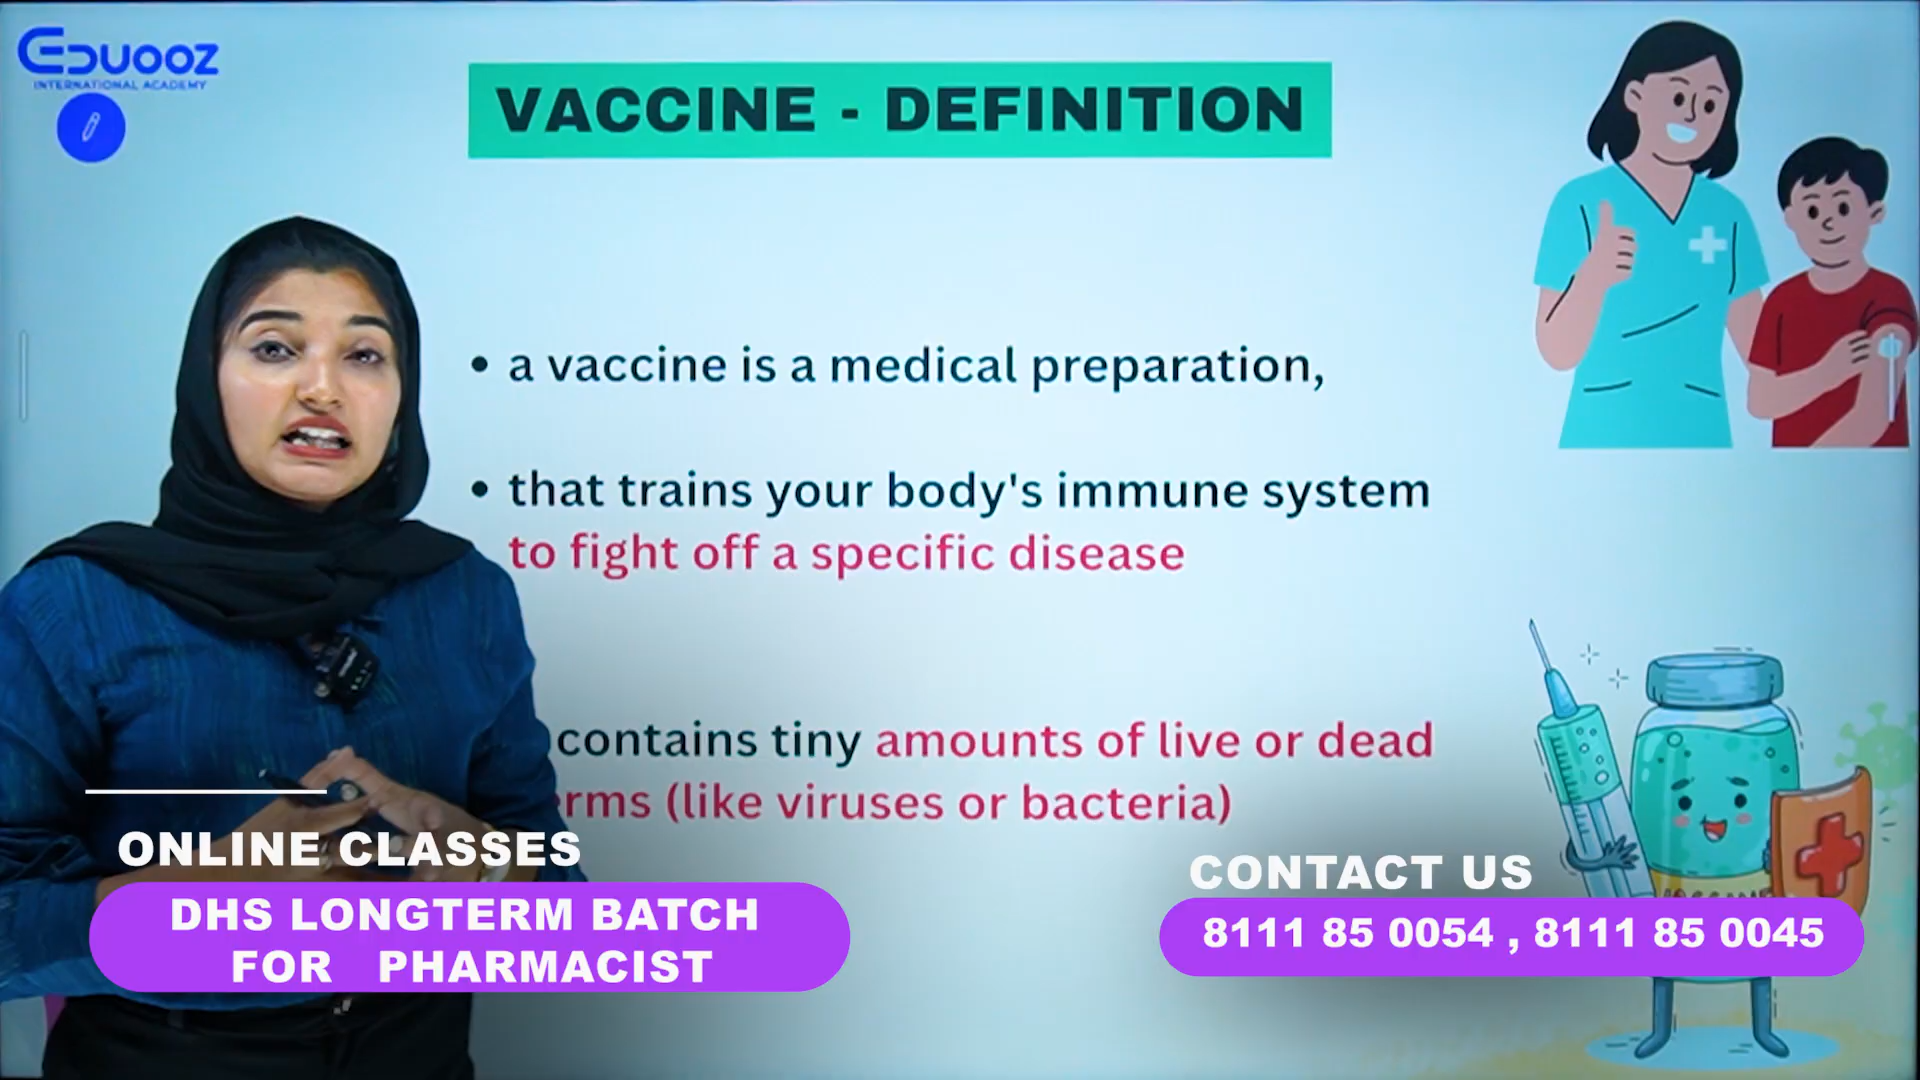 EDUOOZ
INTERNATIONAL ACADEMY
VACCINE - DEFINITION
• a vaccine is a medical preparation,
• that trains your body's immune system
to fight off a specific disease
contains tiny amounts of live or dead
erms (like viruses or bacteria)
ONLINE CLASSES
DHS LONGTERM BATCH
FOR PHARMACIST
CONTACT US
8111 85 0054 , 8111 85 0045